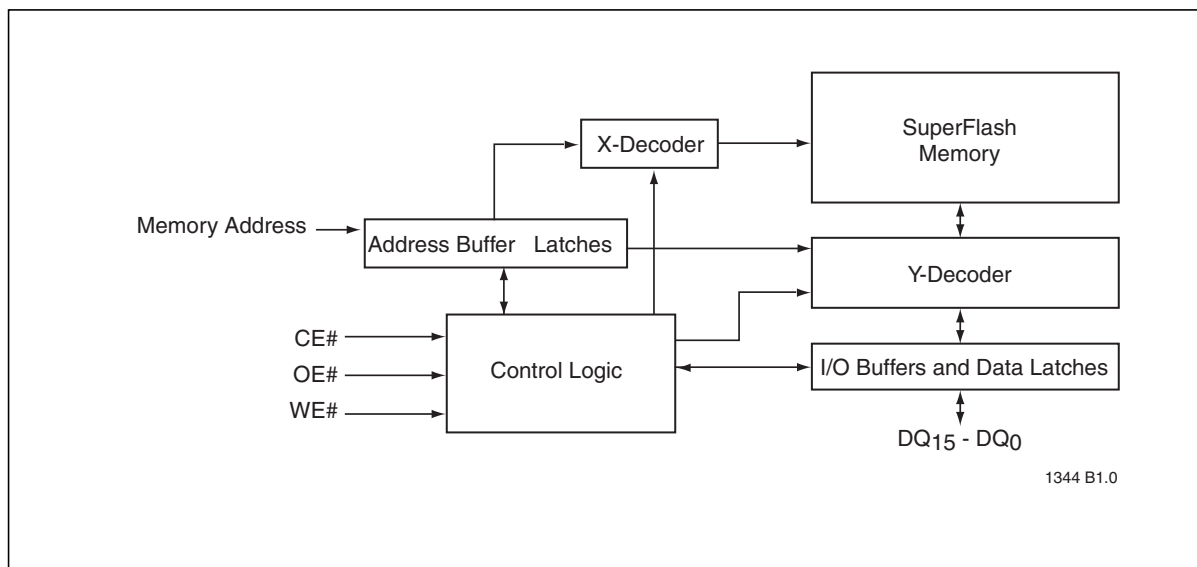 SuperFlash
Memory
X-Decoder
Memory Address
Address Buffer Latches
Y-Decoder
CE#
OE#
WE#
Control Logic
I/O Buffers and Data Latches
DQ15 - DQ0
1344 B1.0